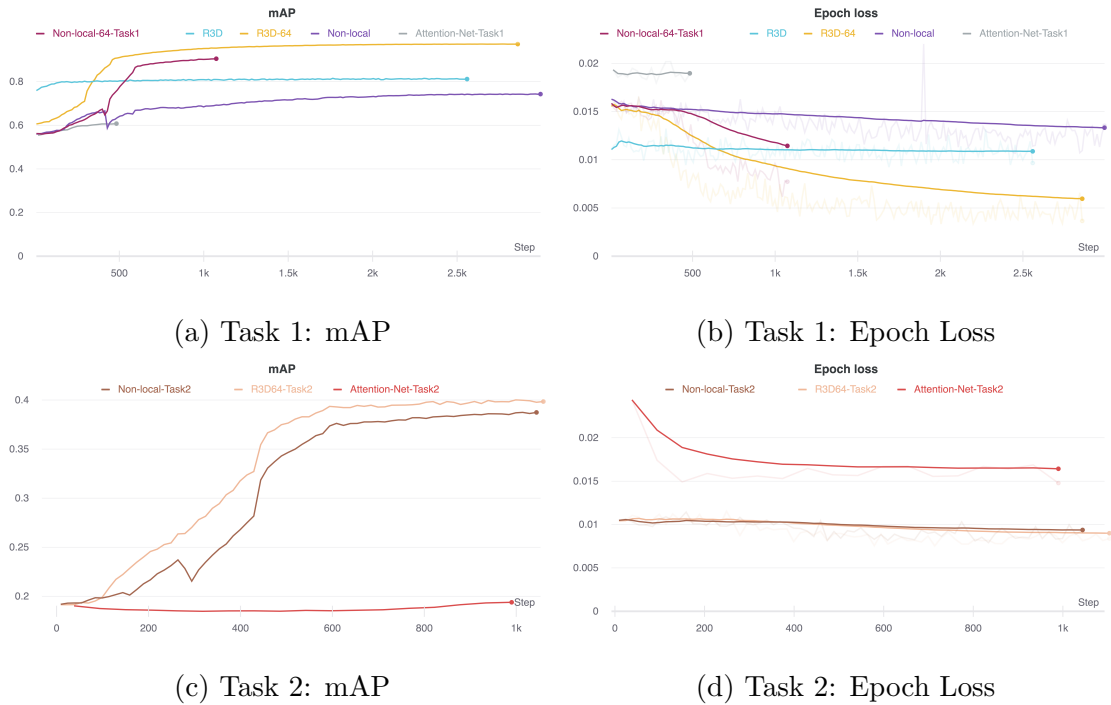 mAP
Non-local-64-Task1 R3D R3D-64 Non-local Attention-Net-Task1
0.8
0.6
0.4
0.2
0
Step
500 1k 1.5k 2k 2.5k
(a) Task 1: mAP
Epoch loss
Non-local-64-Task1 R3D R3D-64 Non-local Attention-Net-Task1
0.02
0.015
0.01
0.005
0
Step
500 1k 1.5k 2k 2.5k
(b) Task 1: Epoch Loss
mAP
Non-local-Task2 R3D64-Task2 Attention-Net-Task2
0.4
0.35
0.3
0.25
0.2
Step
0 200 400 600 800 1k
(c) Task 2: mAP
Epoch loss
Non-local-Task2 R3D64-Task2 Attention-Net-Task2
0.02
0.015
0.01
0.005
0
Step
0 200 400 600 800 1k
(d) Task 2: Epoch Loss